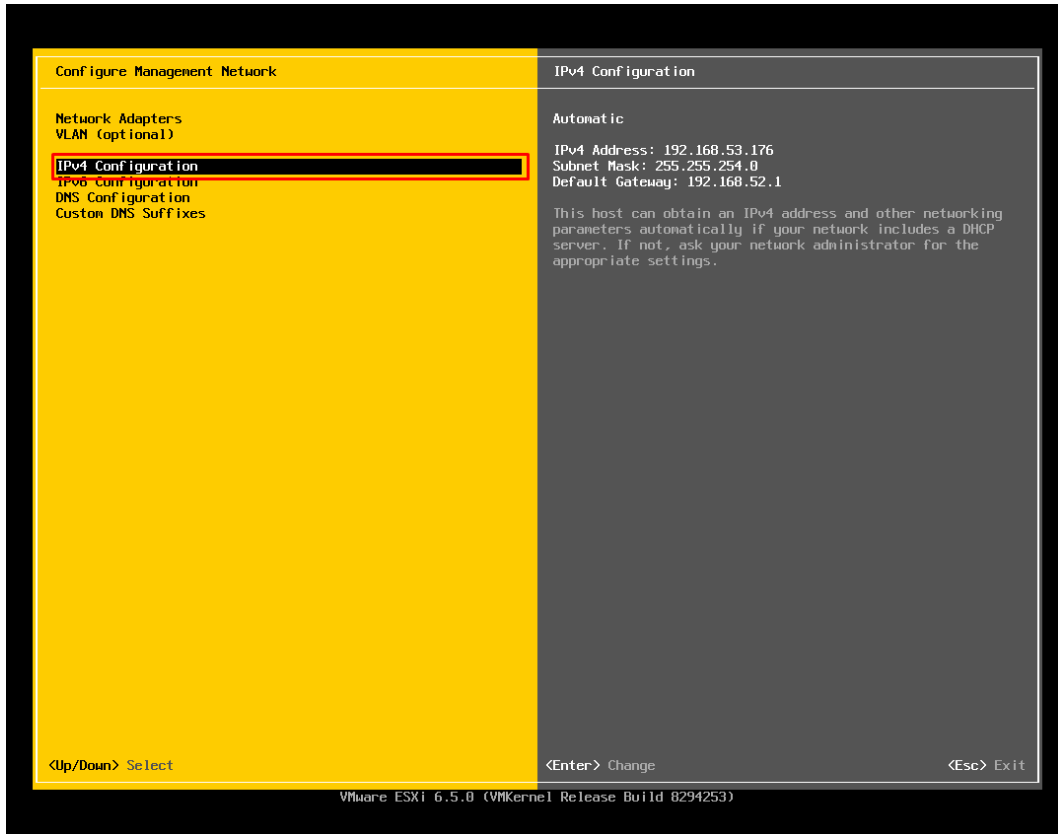 Configure Management Network
Network Adapters
VLAN (optional)
IPv4 Configuration
IPv6 Configuration
DNS Configuration
Custom DNS Suffixes
IPv4 Configuration
Automatic
IPv4 Address: 192.168.53.176
Subnet Mask: 255.255.254.0
Default Gateway: 192.168.52.1
This host can obtain an IPv4 address and other networking
parameters automatically if your network includes a DHCP
server. If not, ask your network administrator for the
appropriate settings.
<Up/Down> Select
<Enter> Change
<Esc> Exit
VMware ESXi 6.5.0 (VMKernel Release Build 8294253)